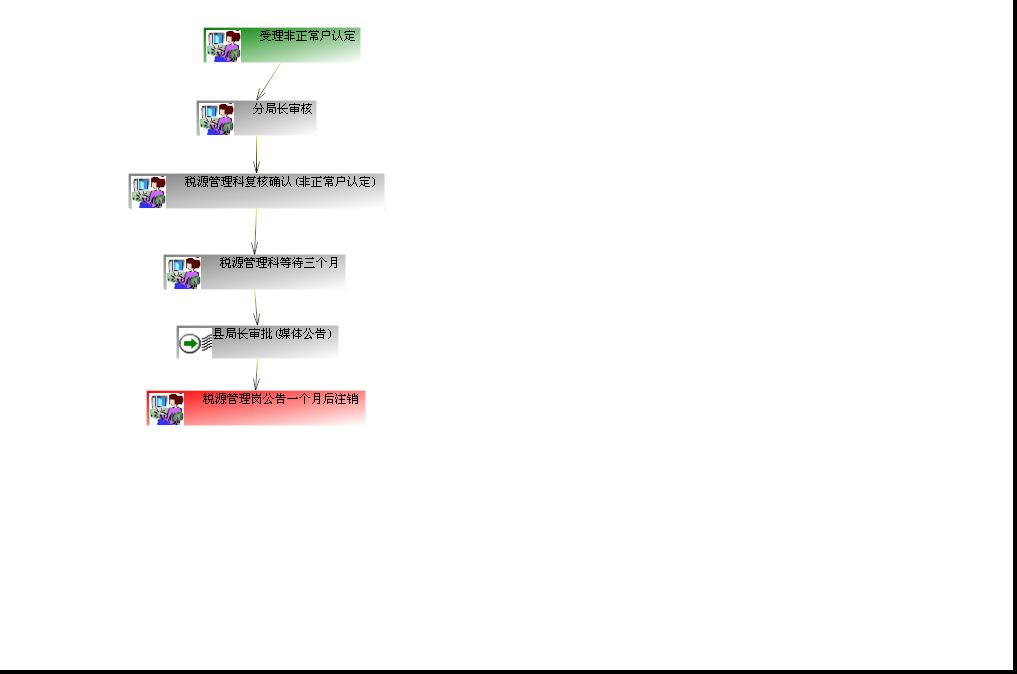 受理非正常户认定
分局长审核
税源管理科复核确认(非正常户认定)
税源管理科等待三个月
县局长审批(媒体公告)
税源管理岗公告一个月后注销